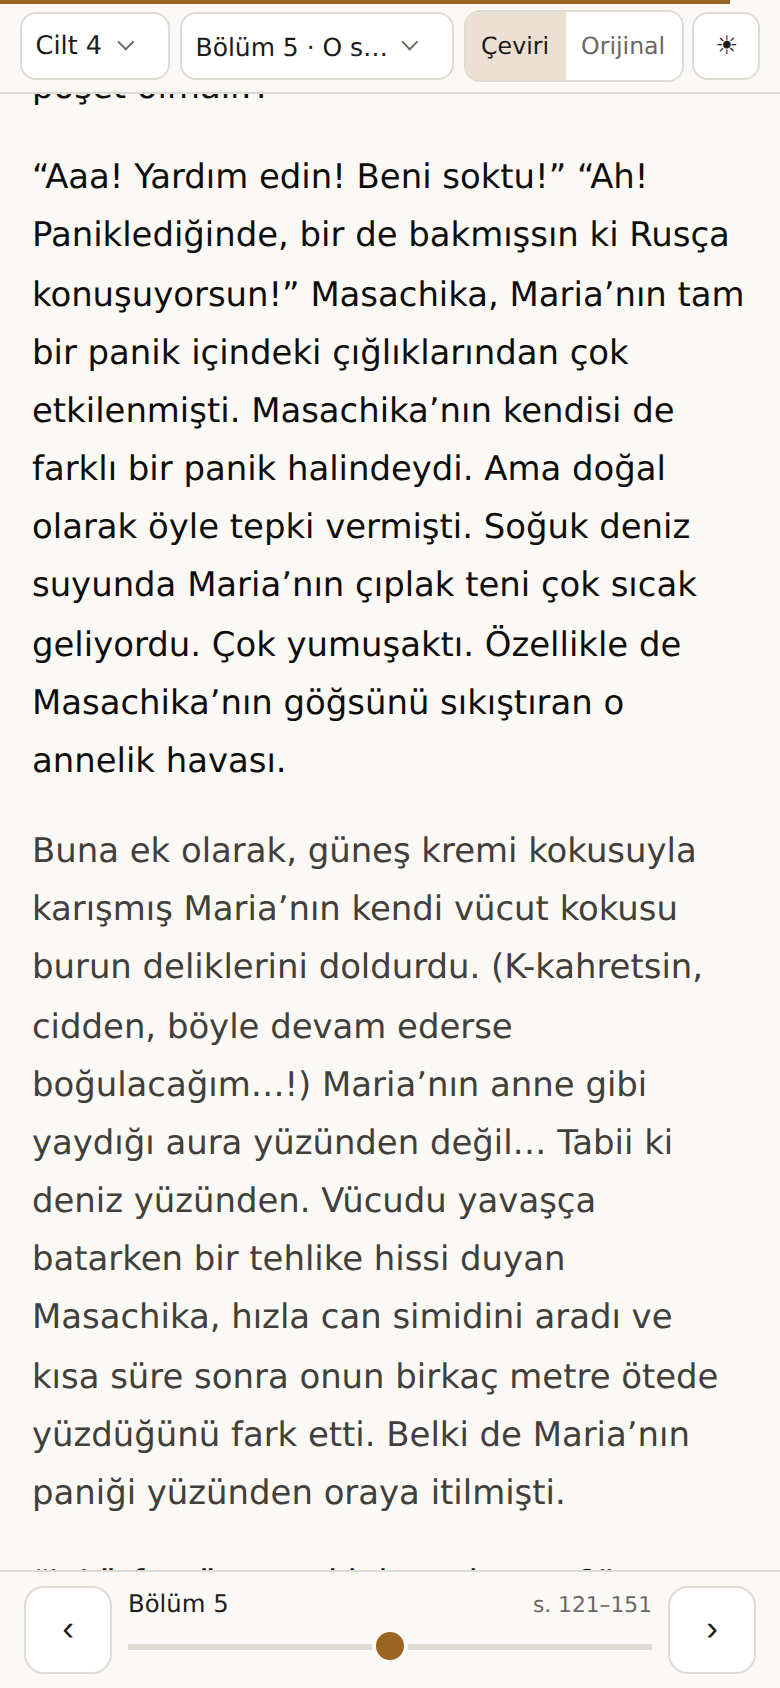 Cilt 4
Bölüm 5 · O s...
Çeviri
Orijinal
“Aaa! Yardım edin! Beni soktu!” “Ah!
Paniklediğinde, bir de bakmışsın ki Rusça
konuşuyorsun!” Masachika, Maria’nın tam
bir panik içindeki çığlıklarından çok
etkilenmişti. Masachika’nın kendisi de
farklı bir panik halindeydi. Ama doğal
olarak öyle tepki vermişti. Soğuk deniz
suyunda Maria’nın çıplak teni çok sıcak
geliyordu. Çok yumuşaktı. Özellikle de
Masachika’nın göğsünü sıkıştıran o
annelik havası.
Buna ek olarak, güneş kremi kokusuyla
karışmış Maria’nın kendi vücut kokusu
burun deliklerini doldurdu. (K-kahretsin,
cidden, böyle devam ederse
boğulacağım...!) Maria’nın anne gibi
yaydığı aura yüzünden değil... Tabii ki
deniz yüzünden. Vücudu yavaşça
batarken bir tehlike hissi duyan
Masachika, hızla can simidini aradı ve
kısa süre sonra onun birkaç metre ötede
yüzdüğünü fark etti. Belki de Maria’nın
paniği yüzünden oraya itilmişti.
‹
Bölüm 5
s. 121–151
›